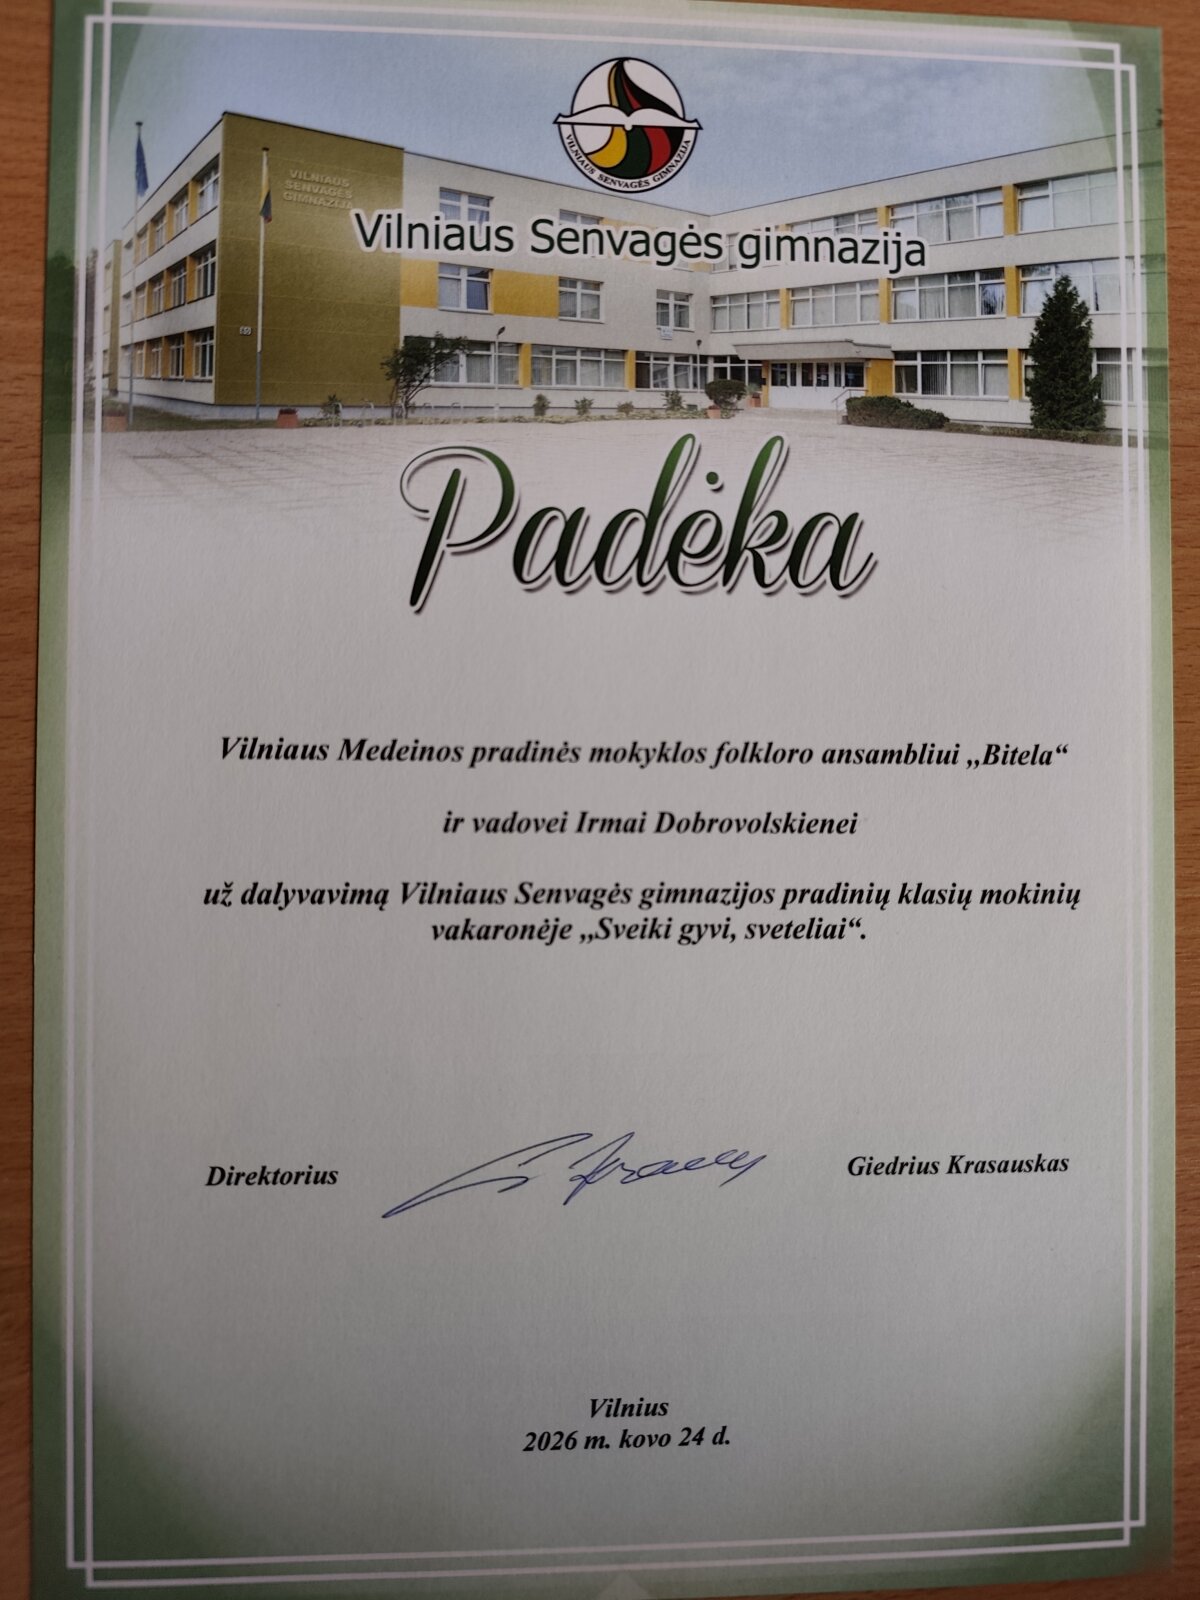 VILNIAUS SENVAGĖS GIMNAZIJA
VILNIAUS
SENVAGĖS
GIMNAZIJA
Vilniaus Senvagės gimnazija
Padėka
Vilniaus Medeinos pradinės mokyklos folkloro ansambliui „Bitela“
ir vadovei Irmai Dobrovolskienei
už dalyvavimą Vilniaus Senvagės gimnazijos pradinių klasių mokinių
vakaronėje „Sveiki gyvi, sveteliai“.
Direktorius
Giedrius Krasauskas
Vilnius
2026 m. kovo 24 d.